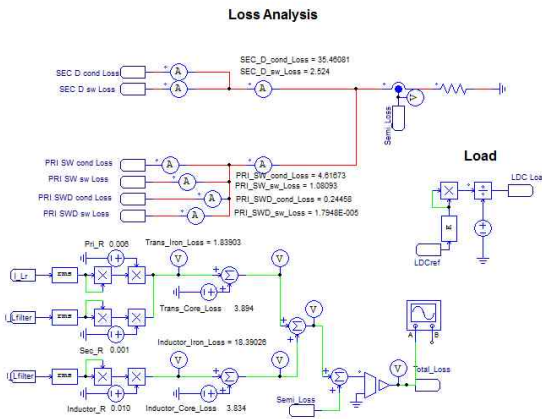 Loss Analysis
SEC_D_cond_Loss = 35.46081
SEC_D_sw_Loss = 2.524
SEC D cond Loss
SEC D sw Loss
A
A
A
V
Semi_Loss
Load
PRI SW cond Loss
PRI SW sw Loss
PRI SWD cond Loss
PRI SWD sw Loss
A
A
A
A
A
PRI_SW_cond_Loss = 4.61673
PRI_SW_sw_Loss = 1.08093
PRI_SWD_cond_Loss = 0.24458
PRI_SWD_sw_Loss = 1.7948E-005
LDC Loa
K
LDCref
Pri_R 0.006
Trans_Iron_Loss = 1.83903
I_Lr
rms
V
V
Trans_Core_Loss 3.894
I_Lfilter
rms
Sec_R 0.001
Inductor_Iron_Loss = 18.39026
V
A B
I_Lfilter
rms
V
V
V
Total_Loss
Inductor_R 0.010
Inductor_Core_Loss 3.834
Semi_Loss